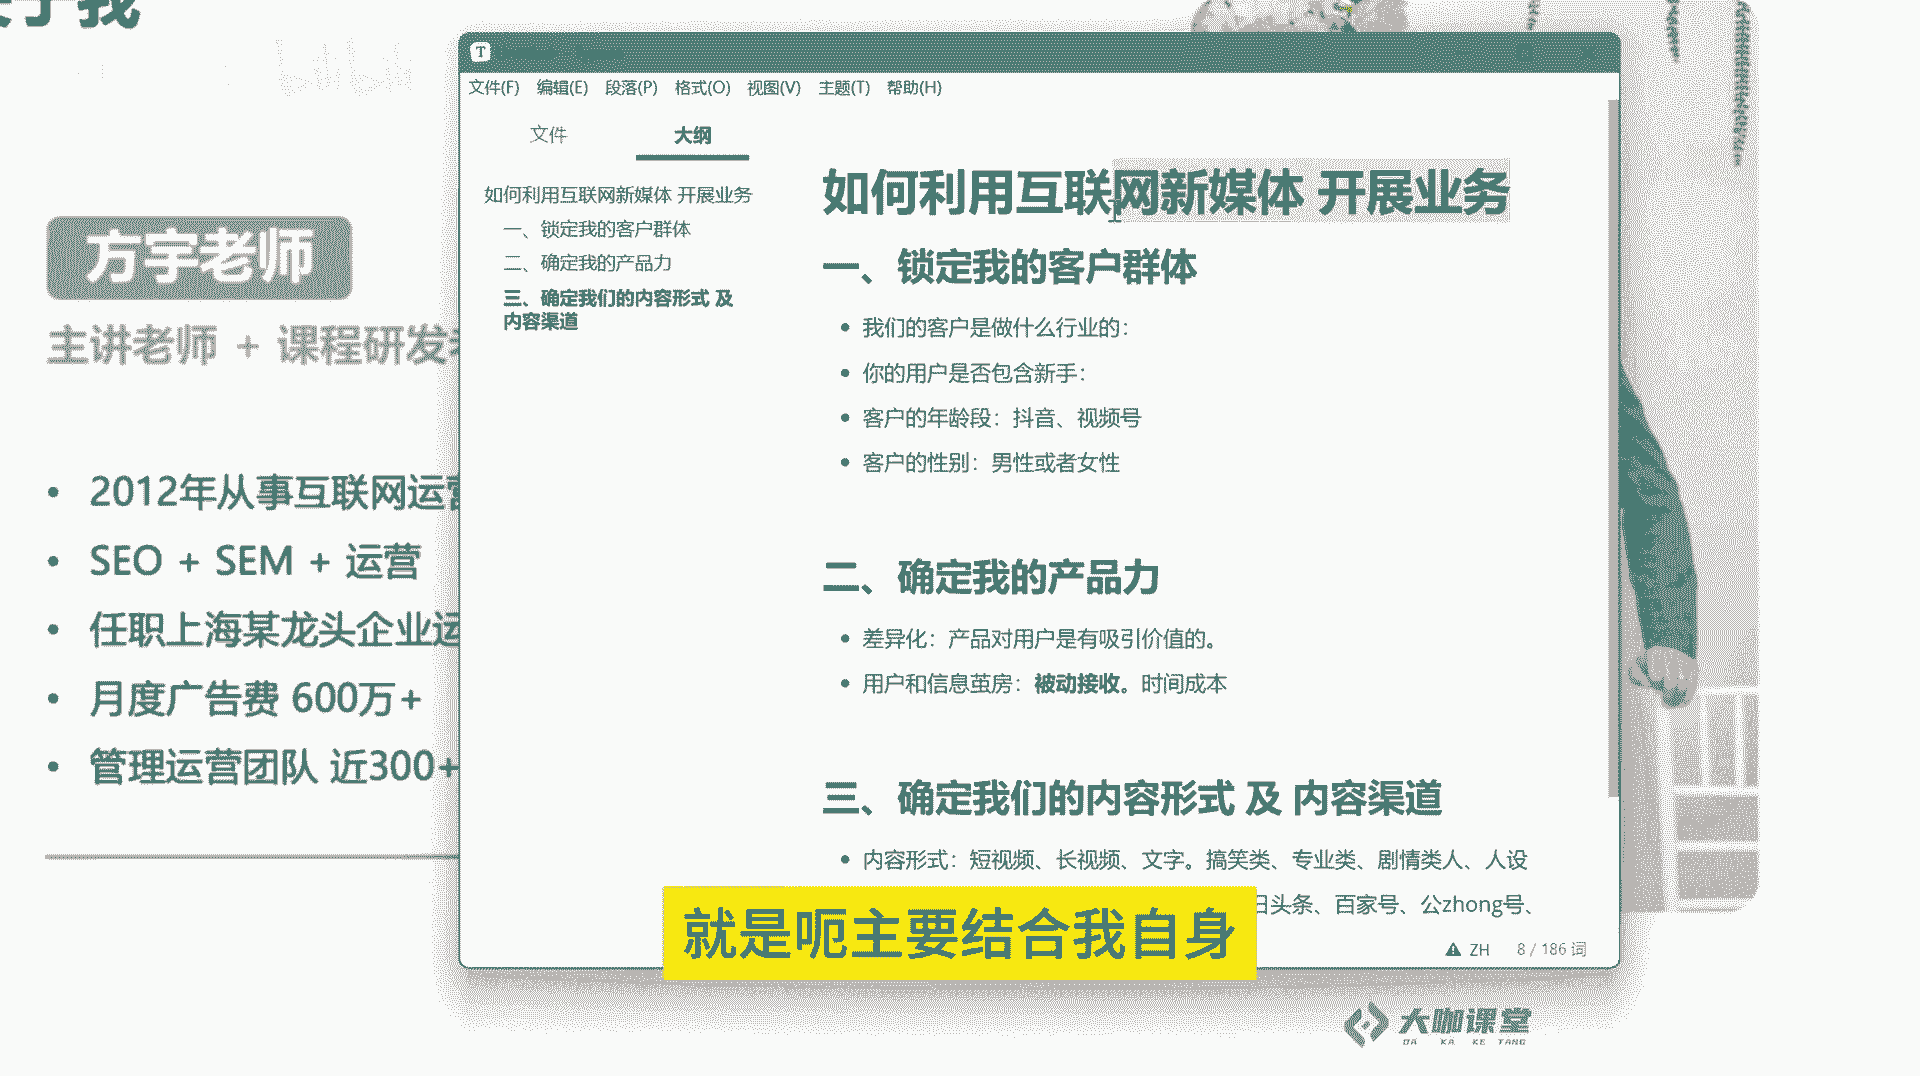 于我
bilibili
方宇老师
主讲老师 + 课程研发
• 2012年从事互联网运营
• SEO + SEM + 运营
• 任职上海某龙头企业运
• 月度广告费 600万+
• 管理运营团队 近300+
T
文件(F) 编辑(E) 段落(P) 格式(O) 视图(V) 主题(T) 帮助(H)
文件 大纲
如何利用互联网新媒体 开展业务
一、锁定我的客户群体
二、确定我的产品力
三、确定我们的内容形式 及
内容渠道
如何利用互联网新媒体 开展业务
一、锁定我的客户群体
• 我们的客户是做什么行业的：
• 你的用户是否包含新手：
• 客户的年龄段：抖音、视频号
• 客户的性别：男性或者女性
二、确定我的产品力
• 差异化：产品对用户是有吸引价值的。
• 用户和信息茧房：被动接收。时间成本
三、确定我们的内容形式 及 内容渠道
• 内容形式：短视频、长视频、文字。搞笑类、专业类、剧情类人、人设
日头条、百家号、公zhong号、
就是呃主要结合我自身
ZH 8 / 186 词
大咖课堂
DA KA KE TANG